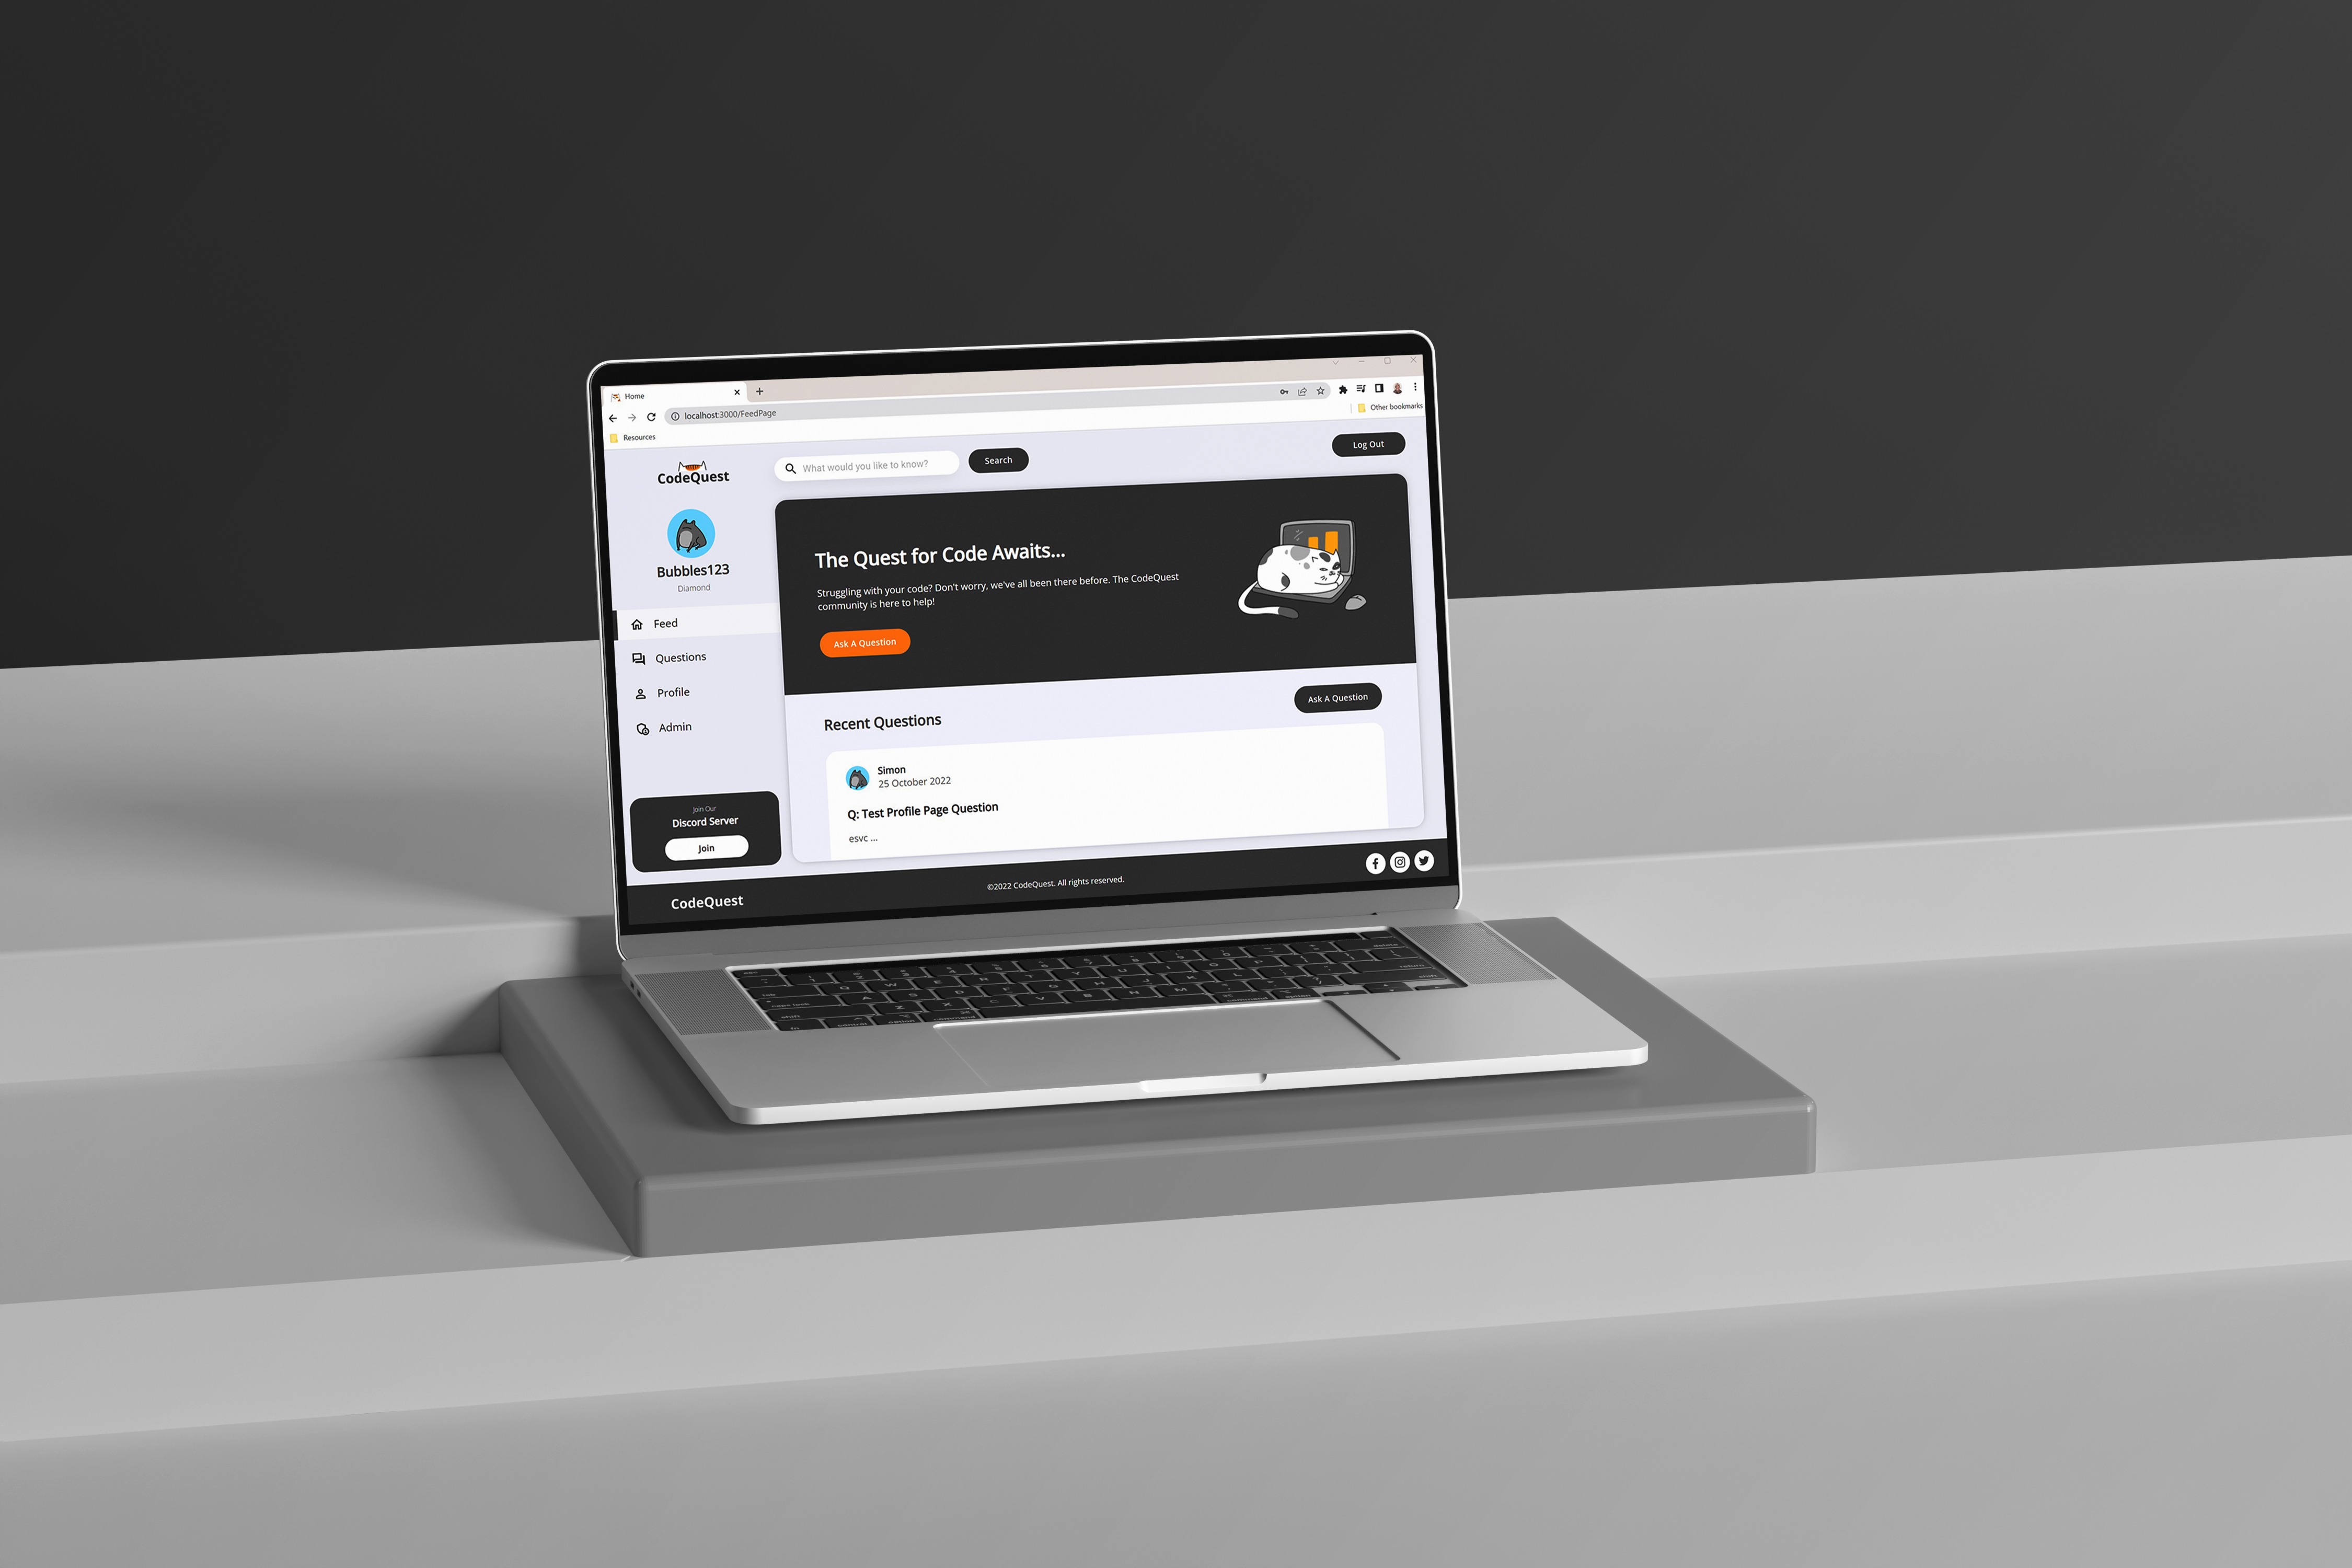 Home
localhost:3000/FeedPage
Resources
Other bookmarks
CodeQuest
What would you like to know?
Search
Log Out
Bubbles123
Diamond
Feed
Questions
Profile
Admin
Join Our
Discord Server
Join
The Quest for Code Awaits...
Struggling with your code? Don't worry, we've all been there before. The CodeQuest
community is here to help!
Ask A Question
Recent Questions
Ask A Question
Simon
25 October 2022
Q: Test Profile Page Question
esvc ...
CodeQuest
©2022 CodeQuest. All rights reserved.